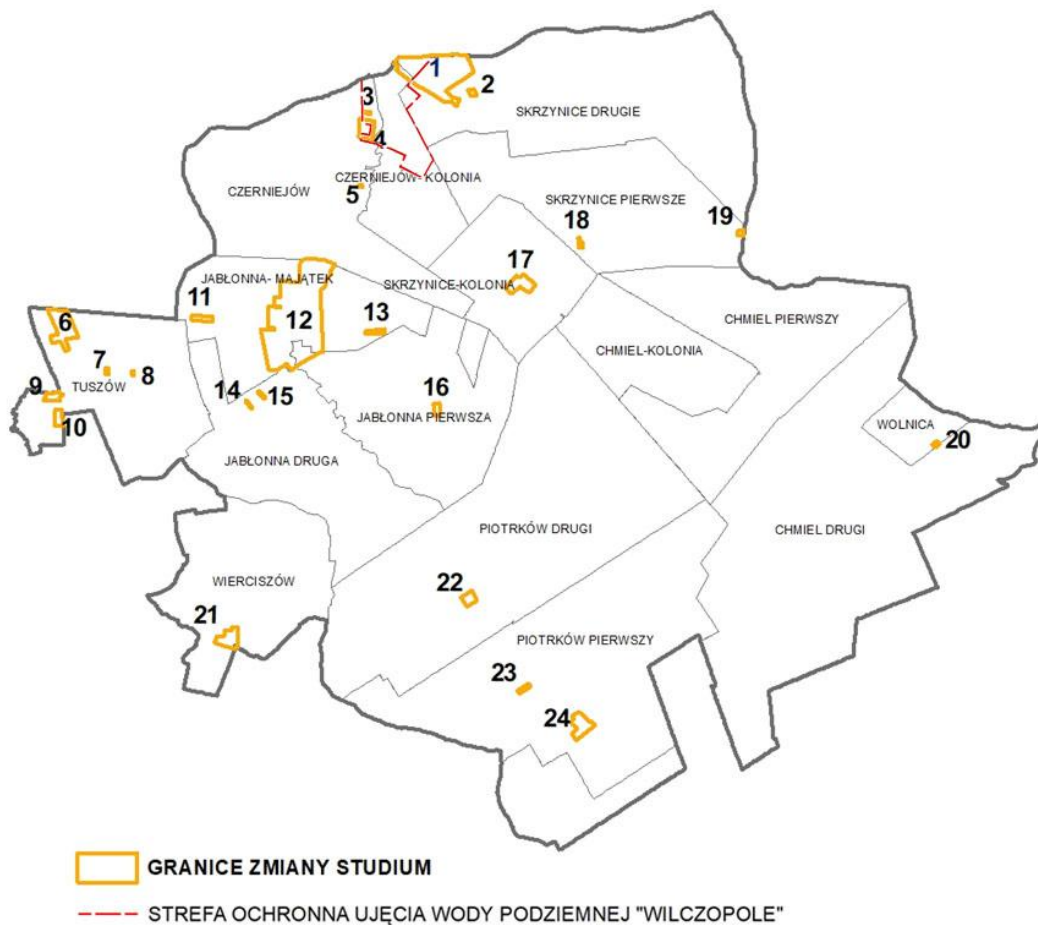 1
2
SKRZYNICE DRUGIE
3
4
CZERNIEJÓW- KOLONIA
CZERNIEJÓW
5
SKRZYNICE PIERWSZE
18
19
JABŁONNA- MAJĄTEK
SKRZYNICE-KOLONIA
17
11
12
13
CHMIEL PIERWSZY
6
CHMIEL-KOLONIA
7
8
TUSZÓW
9
10
14
15
16
JABŁONNA PIERWSZA
WOLNICA
20
JABŁONNA DRUGA
PIOTRKÓW DRUGI
CHMIEL DRUGI
WIERCISZÓW
22
21
PIOTRKÓW PIERWSZY
23
24
GRANICE ZMIANY STUDIUM
STREFA OCHRONNA UJĘCIA WODY PODZIEMNEJ "WILCZOPOLE"